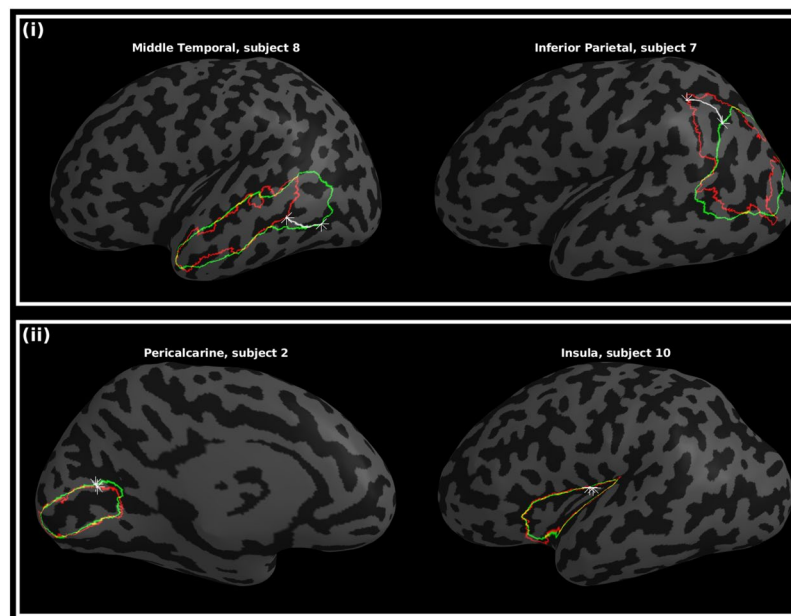 (i)
Middle Temporal, subject 8
Inferior Parietal, subject 7
(ii)
Pericalcarine, subject 2
Insula, subject 10